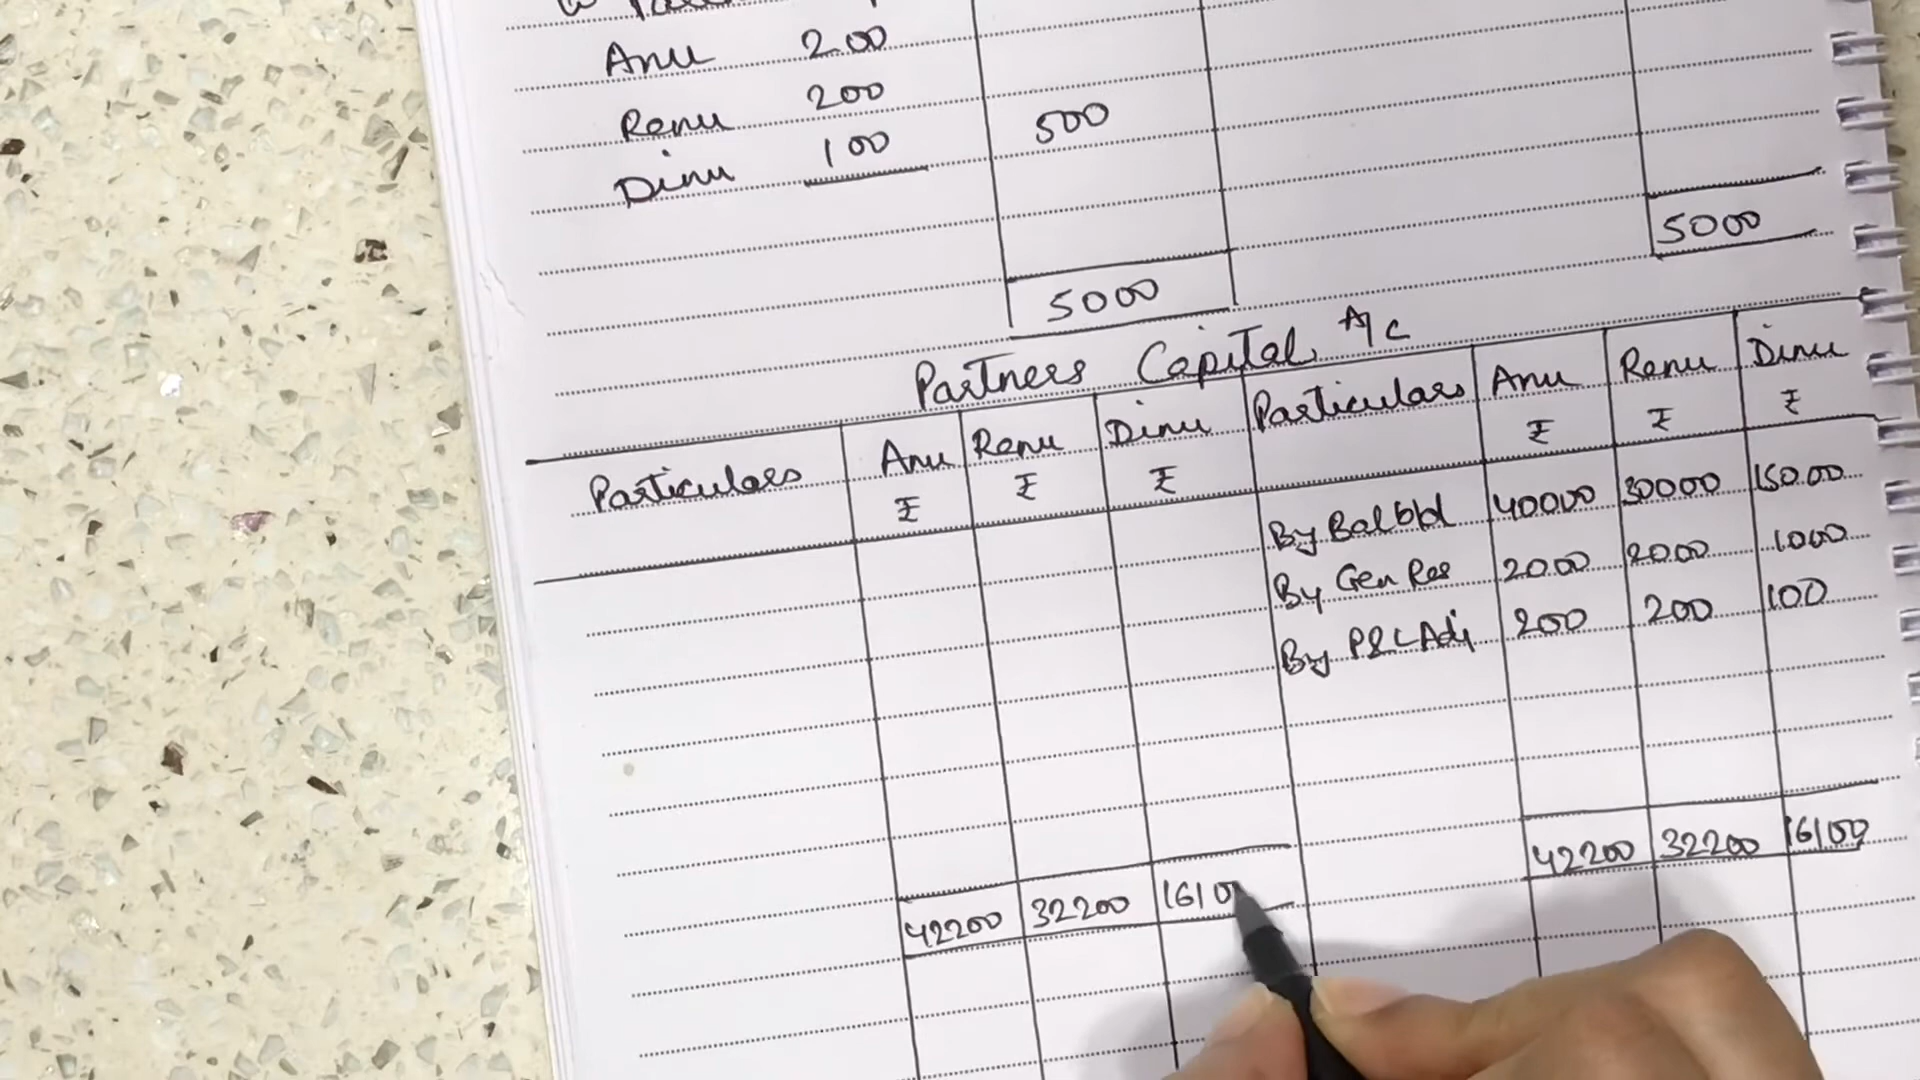 Anu 200
Renu 200 500
Dinu 100
5000 5000
Partners Capital A/c
Particulars Anu Renu Dinu Particulars Anu Renu Dinu
₹ ₹ ₹ ₹ ₹ ₹
By Bal b/d 40000 30000 15000
By Gen Res 2000 2000 1000
By P&L Adj 200 200 100
42200 32200 16100 42200 32200 16100